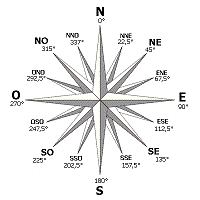 N
0°
NNO
337°
NNE
22,5°
NO
315°
NE
45°
ONO
292,5°
ENE
67,5°
O
270°
E
90°
OSO
247,5°
ESE
112,5°
SO
225°
SE
135°
SSO
202,5°
SSE
157,5°
180°
S